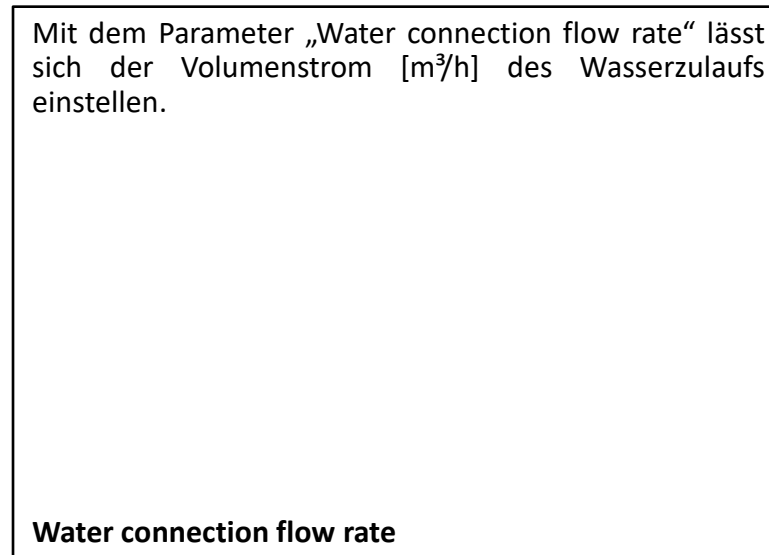 Mit dem Parameter „Water connection flow rate“ lässt
sich der Volumenstrom [m³/h] des Wasserzulaufs
einstellen.
Water connection flow rate